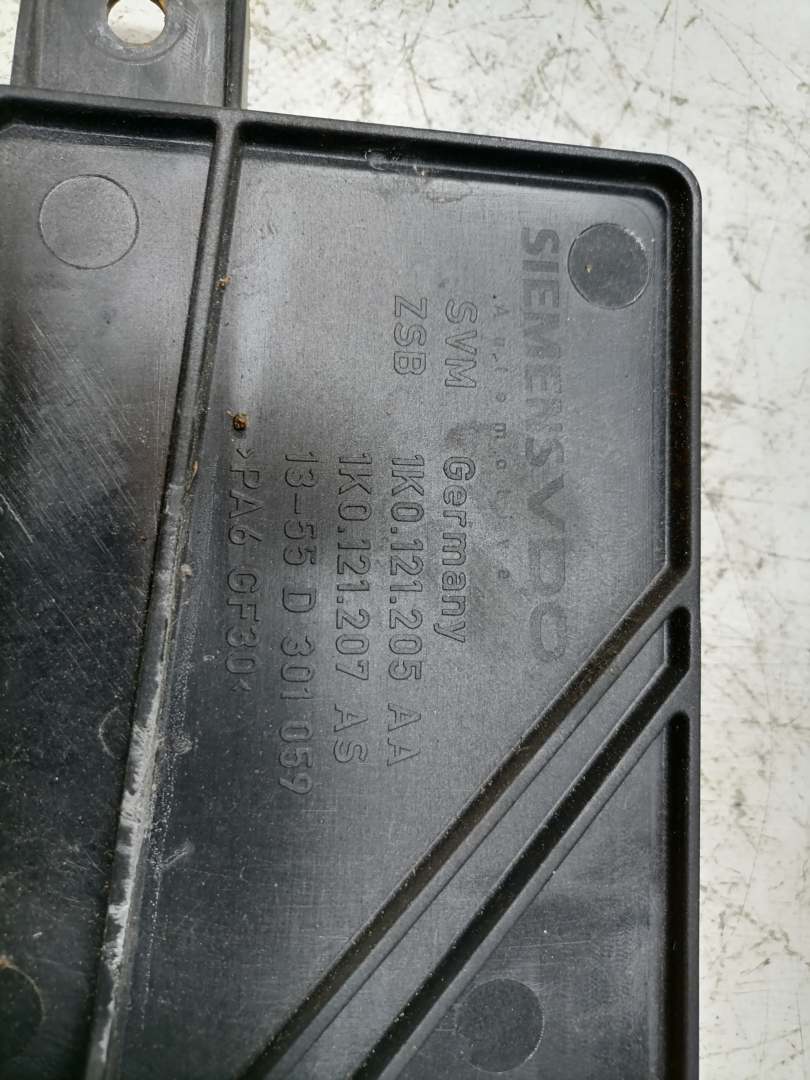 SIEMENS VDO
Automotive
SVM Germany
ZSB 1K0.121.205 AA
1K0.121.207 AS
13-55 D 301 059
>PA6 GF30<